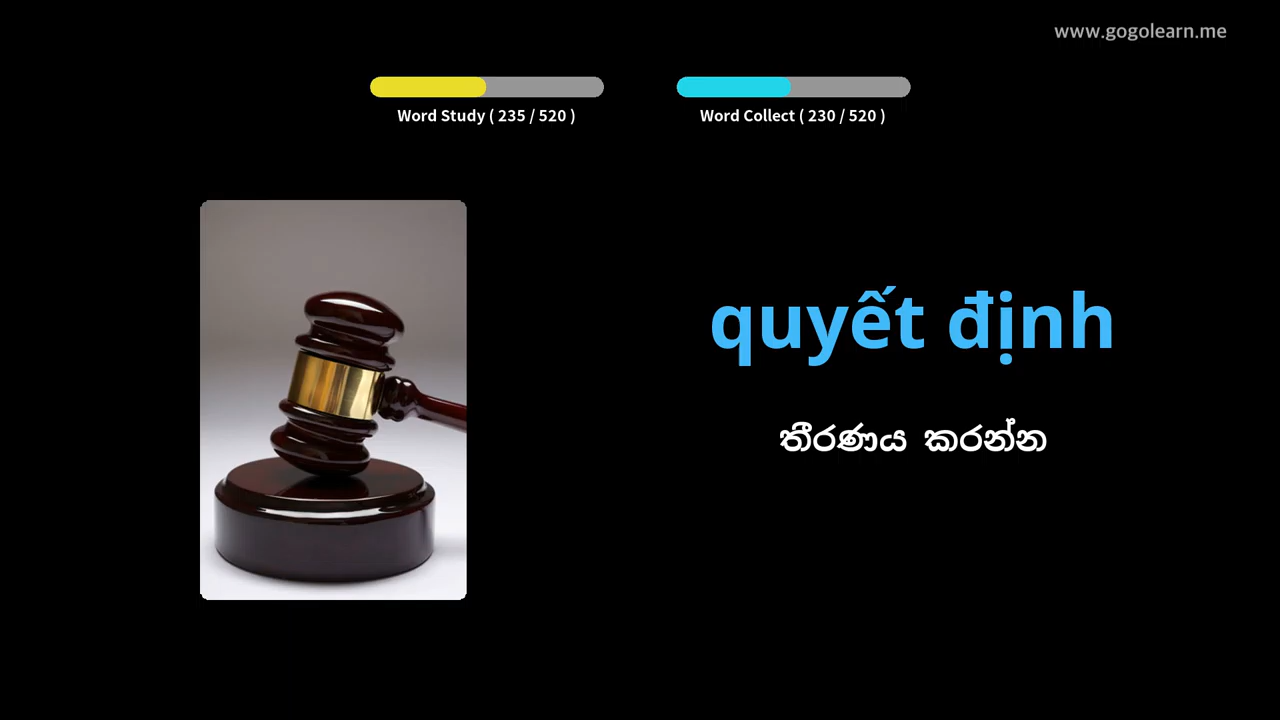 www.gogolearn.me
Word Study ( 235 / 520 )
Word Collect ( 230 / 520 )
quyết định
තීරණය කරන්න